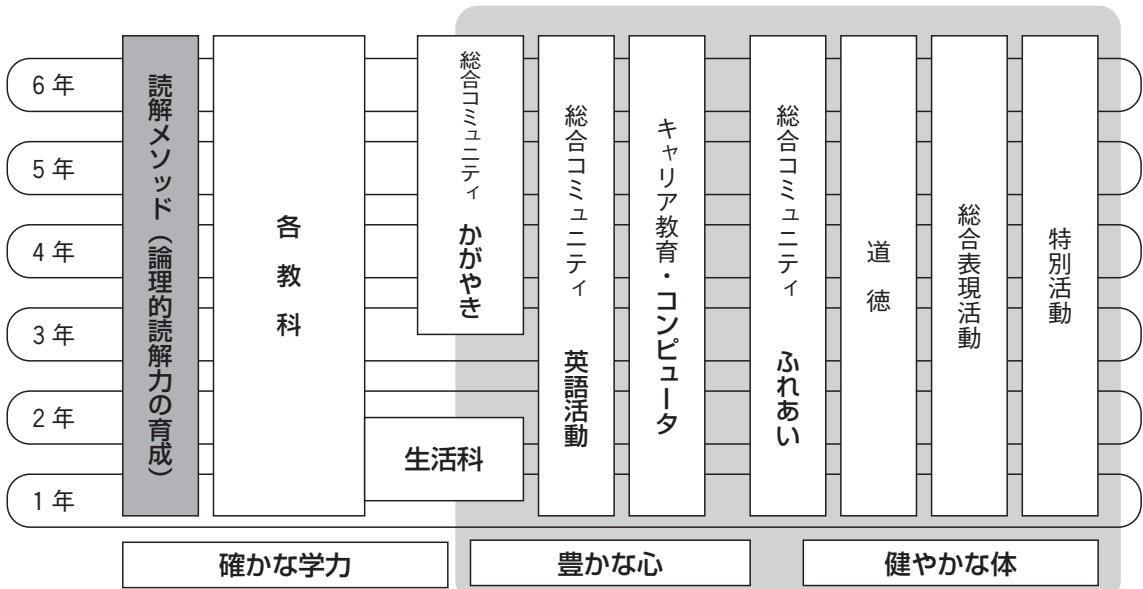 6年
5年
4年
3年
2年
1年
読解メソッド（論理的読解力の育成）
各教科
総合コミュニティ かがやき
生活科
総合コミュニティ 英語活動
キャリア教育・コンピュータ
総合コミュニティ ふれあい
道徳
総合表現活動
特別活動
確かな学力
豊かな心
健やかな体